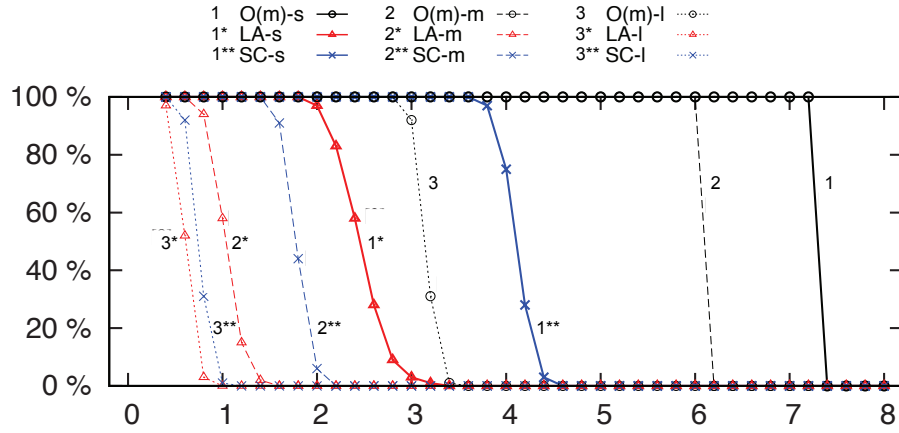 1 O(m)-s 2 O(m)-m 3 O(m)-l
1* LA-s 2* LA-m 3* LA-l
1** SC-s 2** SC-m 3** SC-l
100 %
80 %
60 %
40 %
20 %
0 %
3 2 1
3* 2* 1*
3** 2** 1**
0 1 2 3 4 5 6 7 8